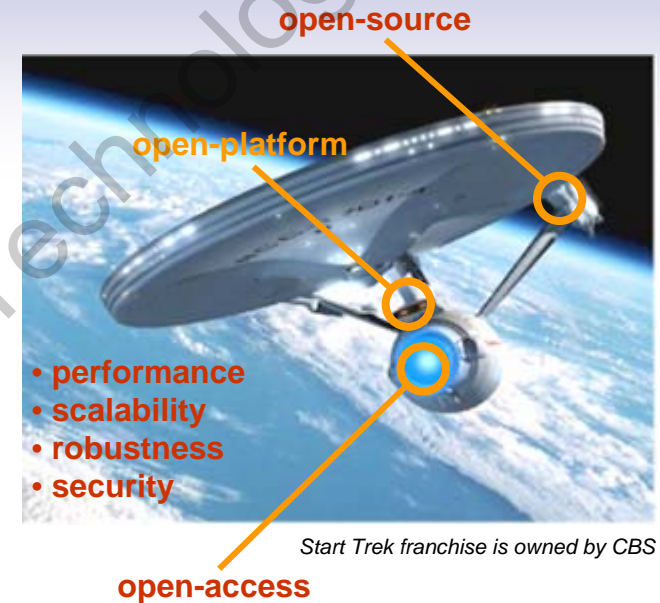 open-source
open-platform
• performance
• scalability
• robustness
• security
Start Trek franchise is owned by CBS
open-access